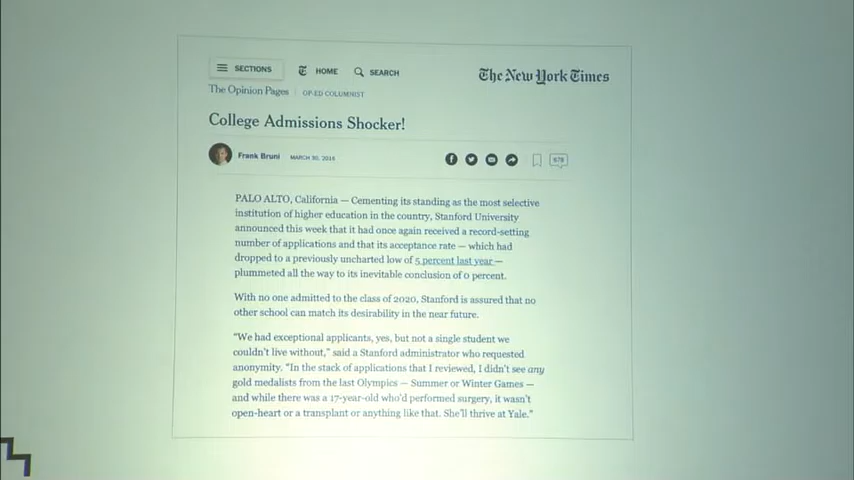 SECTIONS HOME SEARCH The New York Times
The Opinion Pages | OP-ED COLUMNIST
College Admissions Shocker!
Frank Bruni MARCH 30, 2016
678
PALO ALTO, California — Cementing its standing as the most selective
institution of higher education in the country, Stanford University
announced this week that it had once again received a record-setting
number of applications and that its acceptance rate — which had
dropped to a previously uncharted low of 5 percent last year —
plummeted all the way to its inevitable conclusion of 0 percent.
With no one admitted to the class of 2020, Stanford is assured that no
other school can match its desirability in the near future.
“We had exceptional applicants, yes, but not a single student we
couldn’t live without,” said a Stanford administrator who requested
anonymity. “In the stack of applications that I reviewed, I didn’t see any
gold medalists from the last Olympics — Summer or Winter Games —
and while there was a 17-year-old who’d performed surgery, it wasn’t
open-heart or a transplant or anything like that. She’ll thrive at Yale.”